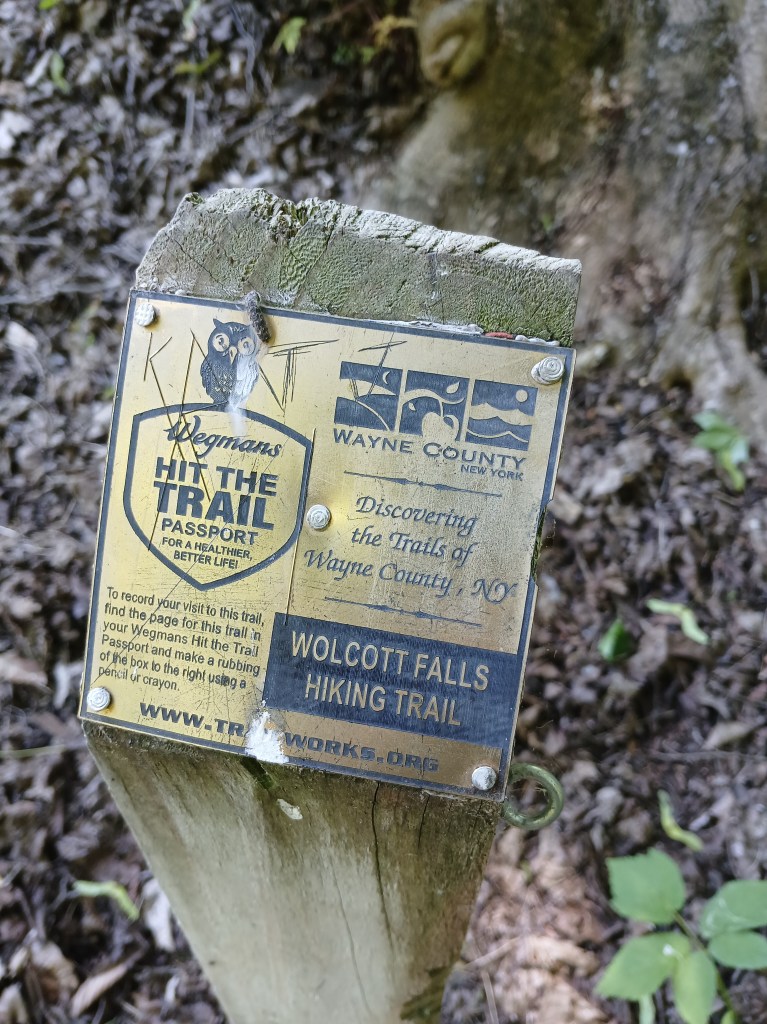 Wegmans
HIT THE
TRAIL
PASSPORT
FOR A HEALTHIER,
BETTER LIFE!
To record your visit to this trail,
find the page for this trail in
your Wegmans Hit the Trail
Passport and make a rubbing
of the box to the right using a
pencil or crayon.
WAYNE COUNTY
NEW YORK
Discovering
the Trails of
Wayne County, NY
WOLCOTT FALLS
HIKING TRAIL